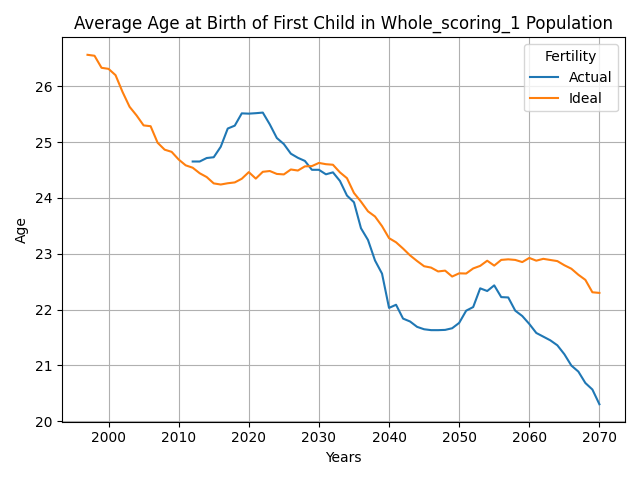 Average Age at Birth of First Child in Whole_scoring_1 Population
Fertility
Actual
Ideal
26
25
24
23
22
21
20
Age
2000 2010 2020 2030 2040 2050 2060 2070
Years